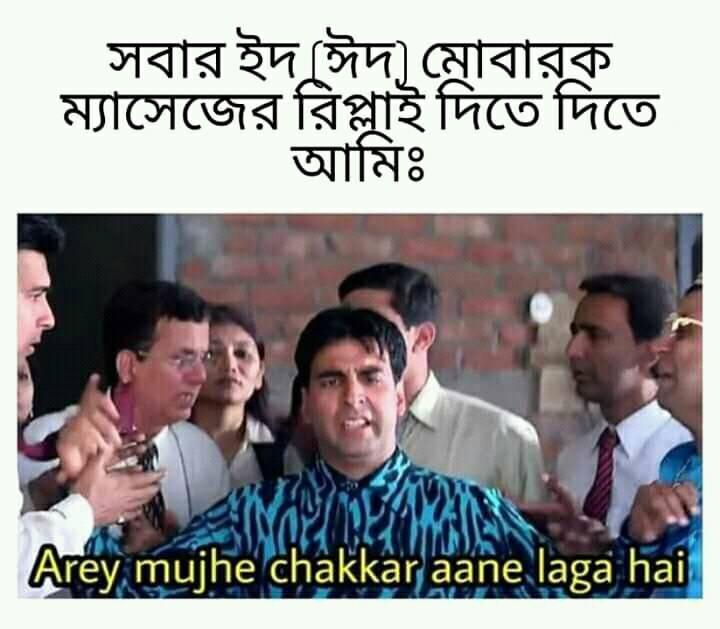 সবার ইদ [ঈদ] মোবারক
ম্যাসেজের রিপ্লাই দিতে দিতে
আমিঃ
Arey mujhe chakkar aane laga hai